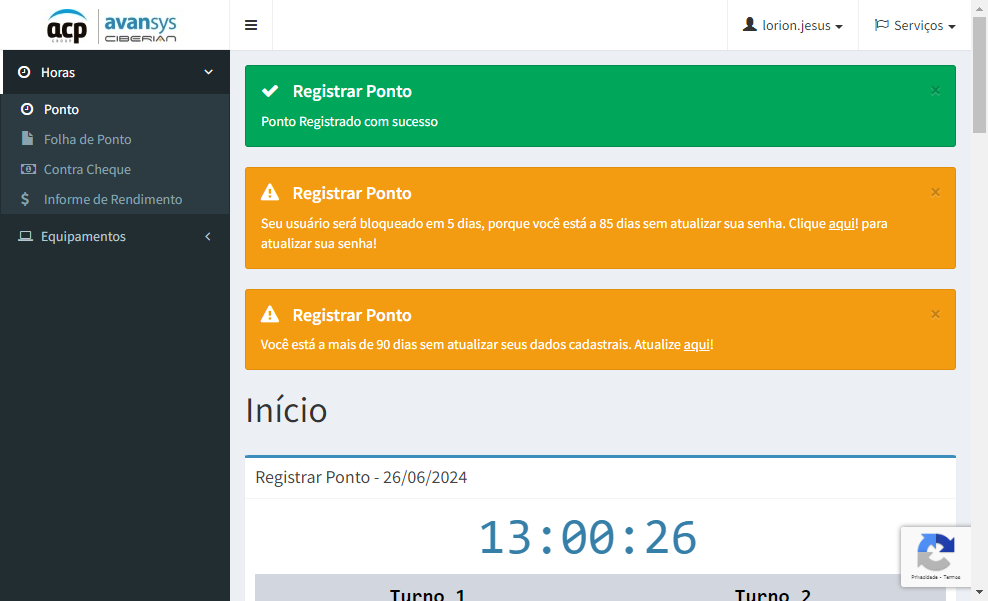 acp
GROUP
avansys
CIBERIAN
lorion.jesus
Serviços
Horas
Ponto
Folha de Ponto
Contra Cheque
Informe de Rendimento
Equipamentos
Registrar Ponto
×
Ponto Registrado com sucesso
Registrar Ponto
×
Seu usuário será bloqueado em 5 dias, porque você está a 85 dias sem atualizar sua senha. Clique aqui! para
atualizar sua senha!
Registrar Ponto
×
Você está a mais de 90 dias sem atualizar seus dados cadastrais. Atualize aqui!
Início
Registrar Ponto - 26/06/2024
13:00:26
Turno 1
Turno 2
Privacidade - Termos